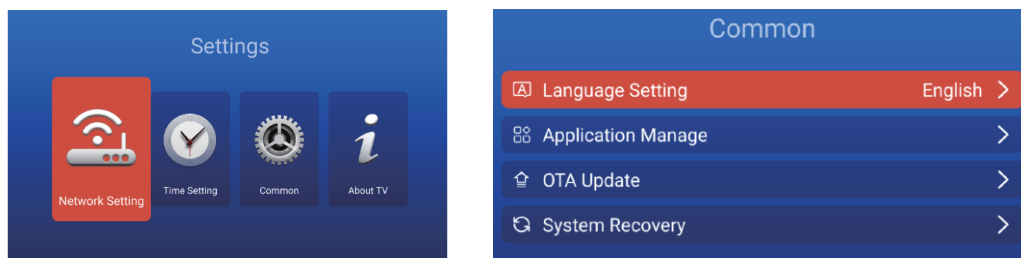 Settings
Network Setting
Time Setting
Common
About TV
Common
Language Setting English
Application Manage
OTA Update
System Recovery